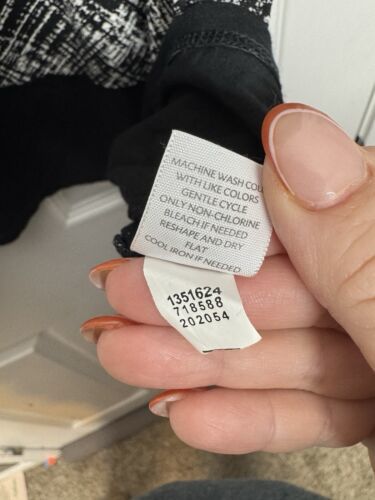 MACHINE WASH COL
WITH LIKE COLORS
GENTLE CYCLE
ONLY NON-CHLORINE
BLEACH IF NEEDED
RESHAPE AND DRY
FLAT
COOL IRON IF NEEDED
1351624
718588
202054